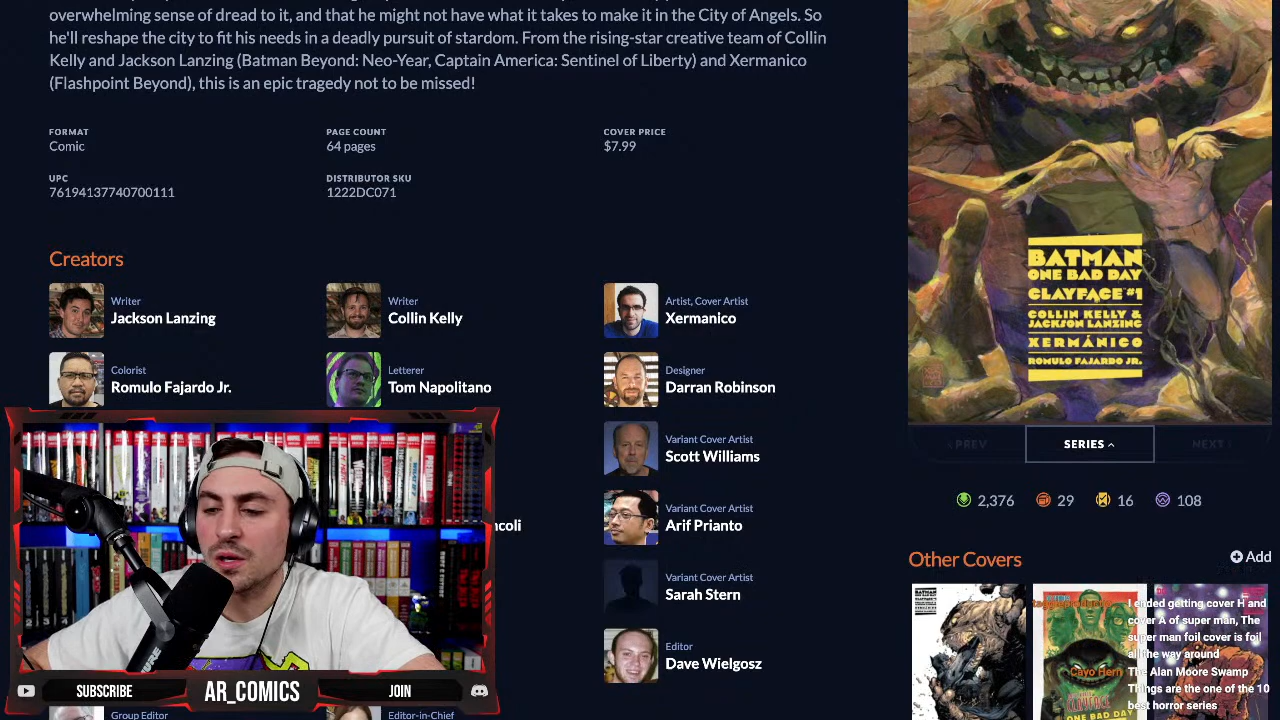 overwhelming sense of dread to it, and that he might not have what it takes to make it in the City of Angels. So
he'll reshape the city to fit his needs in a deadly pursuit of stardom. From the rising-star creative team of Collin
Kelly and Jackson Lanzing (Batman Beyond: Neo-Year, Captain America: Sentinel of Liberty) and Xermanico
(Flashpoint Beyond), this is an epic tragedy not to be missed!
FORMAT
Comic
PAGE COUNT
64 pages
COVER PRICE
$7.99
UPC
76194137740700111
DISTRIBUTOR SKU
1222DC071
Creators
Writer
Jackson Lanzing
Writer
Collin Kelly
Artist, Cover Artist
Xermanico
Colorist
Romulo Fajardo Jr.
Letterer
Tom Napolitano
Designer
Darran Robinson
Variant Cover Artist
Scott Williams
ncoli
Variant Cover Artist
Arif Prianto
Variant Cover Artist
Sarah Stern
Editor
Dave Wielgosz
Group Editor
Editor-in-Chief
SUBSCRIBE
AR_COMICS
JOIN
BATMAN
ONE BAD DAY
CLAYFACE #1
COLLIN KELLY &
JACKSON LANZING
XERMÁNICO
ROMULO FAJARDO JR.
‹ PREV
SERIES
NEXT ›
2,376
29
16
108
Other Covers
Add
I ended getting cover H and
cover A of super man, The
super man foil cover is foil
all the way around
Cayo Hern
The Alan Moore Swamp
Things are the one of the 10
best horror series
CLAYFACE
ONE BAD DAY